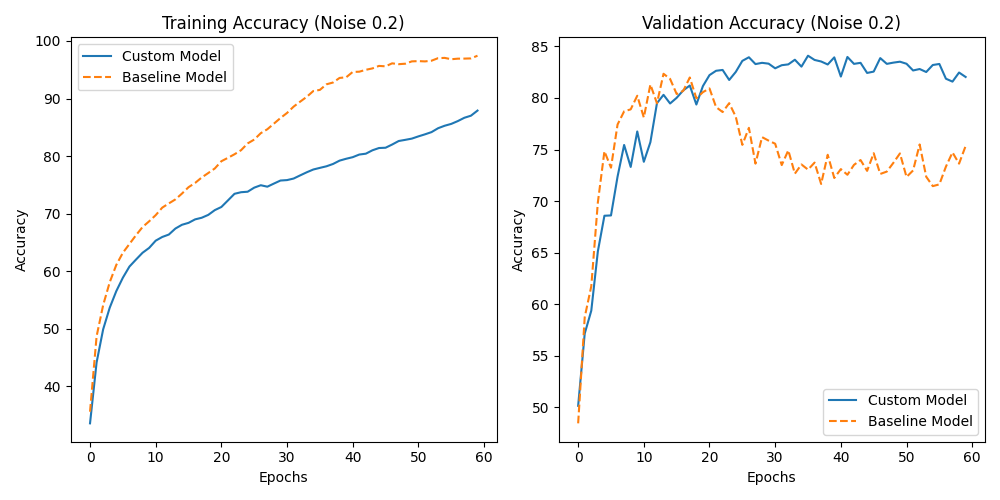 Training Accuracy (Noise 0.2)
Custom Model
Baseline Model
Accuracy
100
90
80
70
60
50
40
0 10 20 30 40 50 60
Epochs
Validation Accuracy (Noise 0.2)
Accuracy
85
80
75
70
65
60
55
50
Custom Model
Baseline Model
0 10 20 30 40 50 60
Epochs